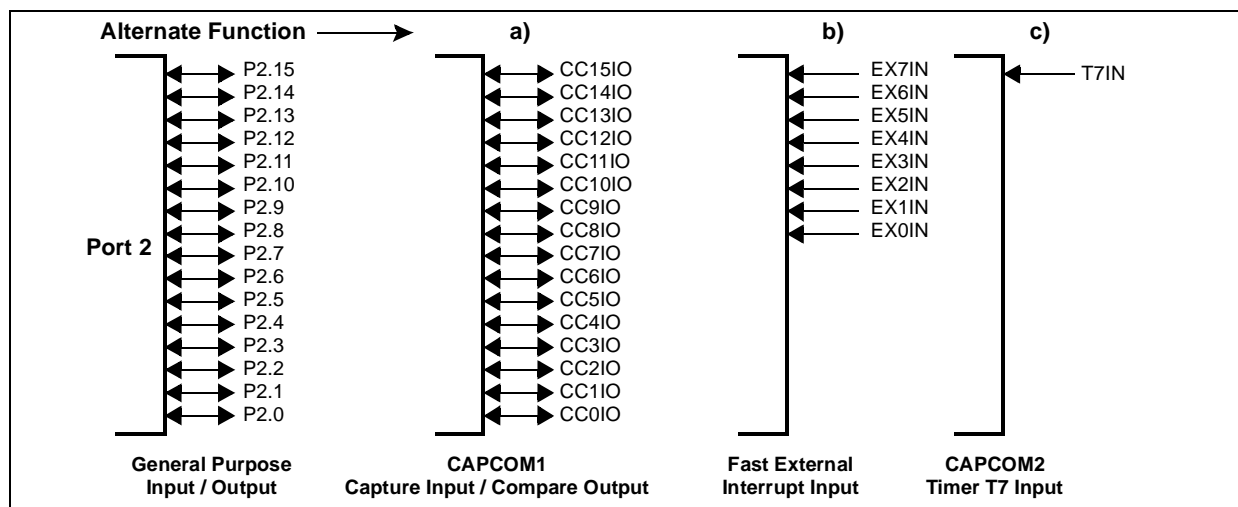 Alternate Function a) b) c)
P2.15 CC15IO EX7IN T7IN
P2.14 CC14IO EX6IN
P2.13 CC13IO EX5IN
P2.12 CC12IO EX4IN
P2.11 CC11IO EX3IN
P2.10 CC10IO EX2IN
P2.9 CC9IO EX1IN
P2.8 CC8IO EX0IN
Port 2 P2.7 CC7IO
P2.6 CC6IO
P2.5 CC5IO
P2.4 CC4IO
P2.3 CC3IO
P2.2 CC2IO
P2.1 CC1IO
P2.0 CC0IO
General Purpose CAPCOM1 Fast External CAPCOM2
Input / Output Capture Input / Compare Output Interrupt Input Timer T7 Input